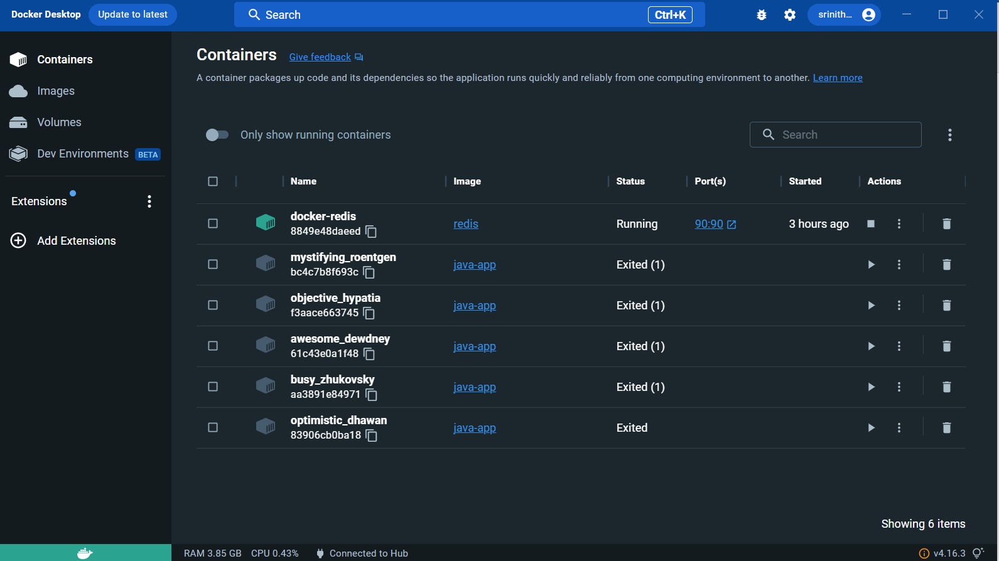 Docker Desktop Update to latest Search Ctrl+K srinith...
Containers
Images
Volumes
Dev Environments BETA
Extensions
Add Extensions
Containers Give feedback
A container packages up code and its dependencies so the application runs quickly and reliably from one computing environment to another. Learn more
Only show running containers Search
Name Image Status Port(s) Started Actions
docker-redis
8849e48daeed redis Running 90:90 3 hours ago
mystifying_roentgen
bc4c7b8f693c java-app Exited (1)
objective_hypatia
f3aace663745 java-app Exited (1)
awesome_dewdney
61c43e0a1f48 java-app Exited (1)
busy_zhukovsky
aa3891e84971 java-app Exited (1)
optimistic_dhawan
83906cb0ba18 java-app Exited
Showing 6 items
RAM 3.85 GB CPU 0.43% Connected to Hub v4.16.3